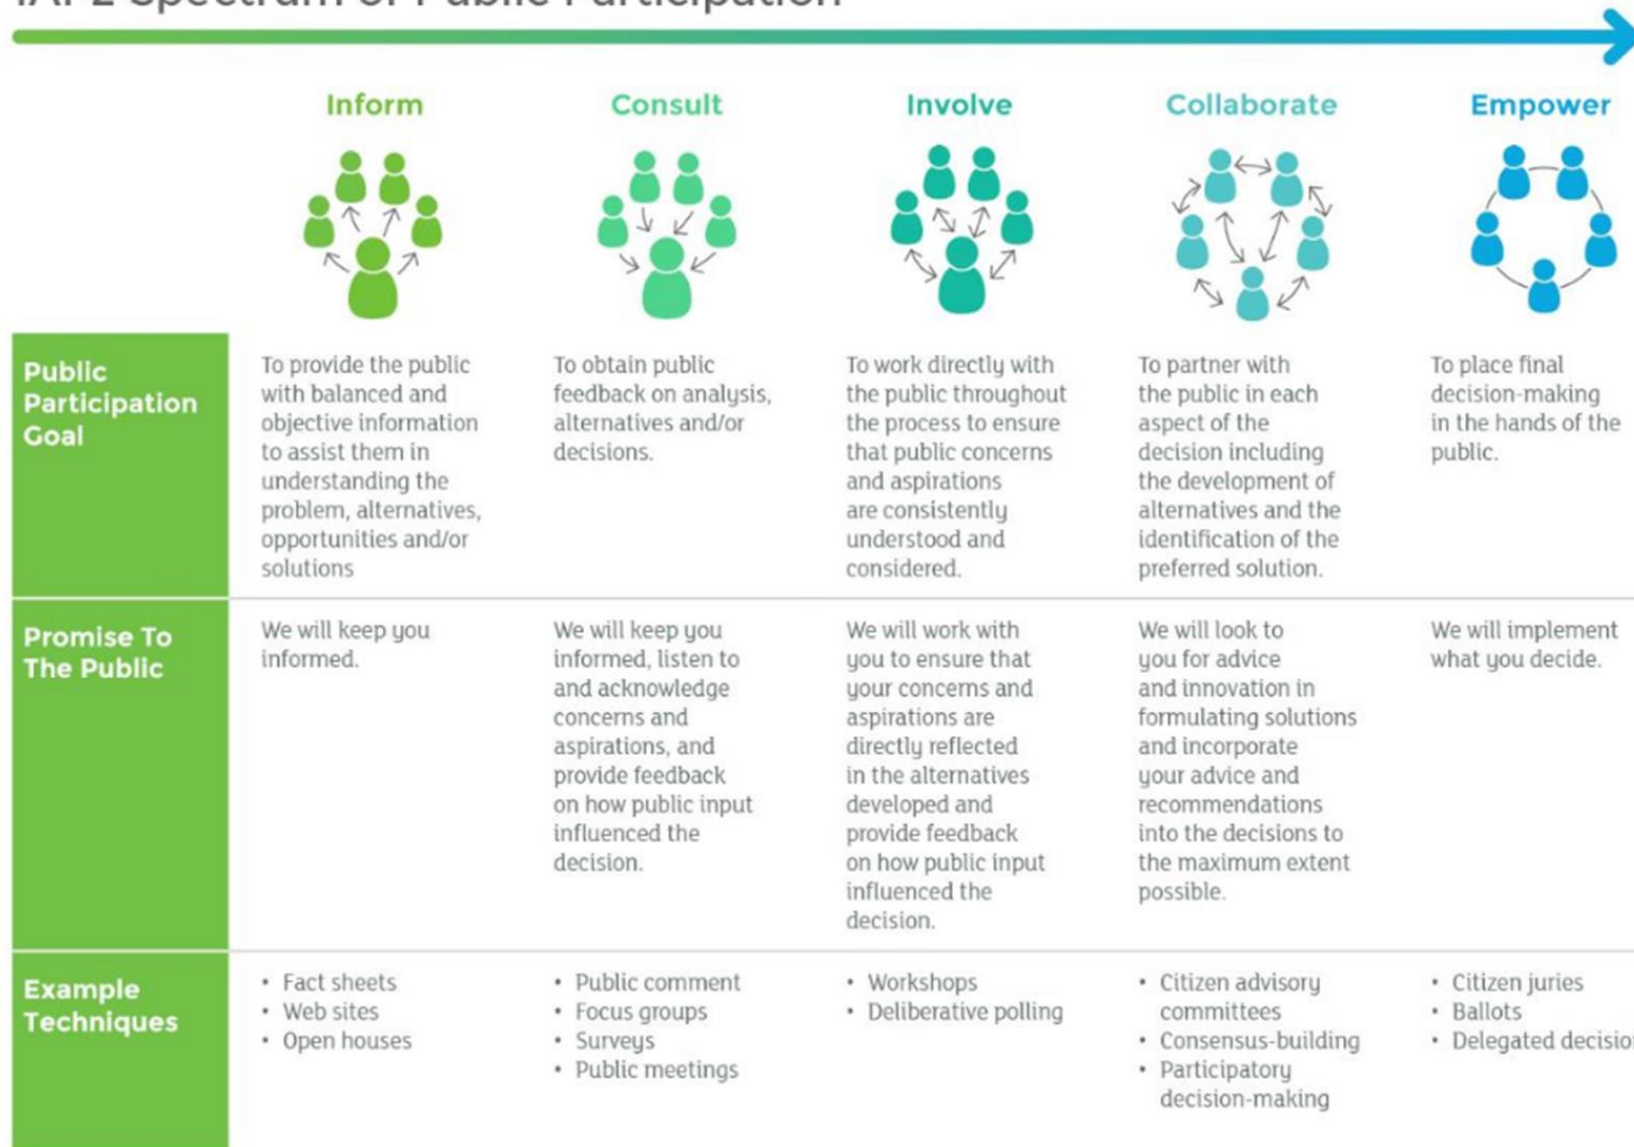 IAP2 Spectrum of Public Participation
Inform
Consult
Involve
Collaborate
Empower
Public
Participation
Goal
To provide the public
with balanced and
objective information
to assist them in
understanding the
problem, alternatives,
opportunities and/or
solutions
To obtain public
feedback on analysis,
alternatives and/or
decisions.
To work directly with
the public throughout
the process to ensure
that public concerns
and aspirations
are consistently
understood and
considered.
To partner with
the public in each
aspect of the
decision including
the development of
alternatives and the
identification of the
preferred solution.
To place final
decision-making
in the hands of the
public.
Promise To
The Public
We will keep you
informed.
We will keep you
informed, listen to
and acknowledge
concerns and
aspirations, and
provide feedback
on how public input
influenced the
decision.
We will work with
you to ensure that
your concerns and
aspirations are
directly reflected
in the alternatives
developed and
provide feedback
on how public input
influenced the
decision.
We will look to
you for advice
and innovation in
formulating solutions
and incorporate
your advice and
recommendations
into the decisions to
the maximum extent
possible.
We will implement
what you decide.
Example
Techniques
• Fact sheets
• Web sites
• Open houses
• Public comment
• Focus groups
• Surveys
• Public meetings
• Workshops
• Deliberative polling
• Citizen advisory
committees
• Consensus-building
• Participatory
decision-making
• Citizen juries
• Ballots
• Delegated